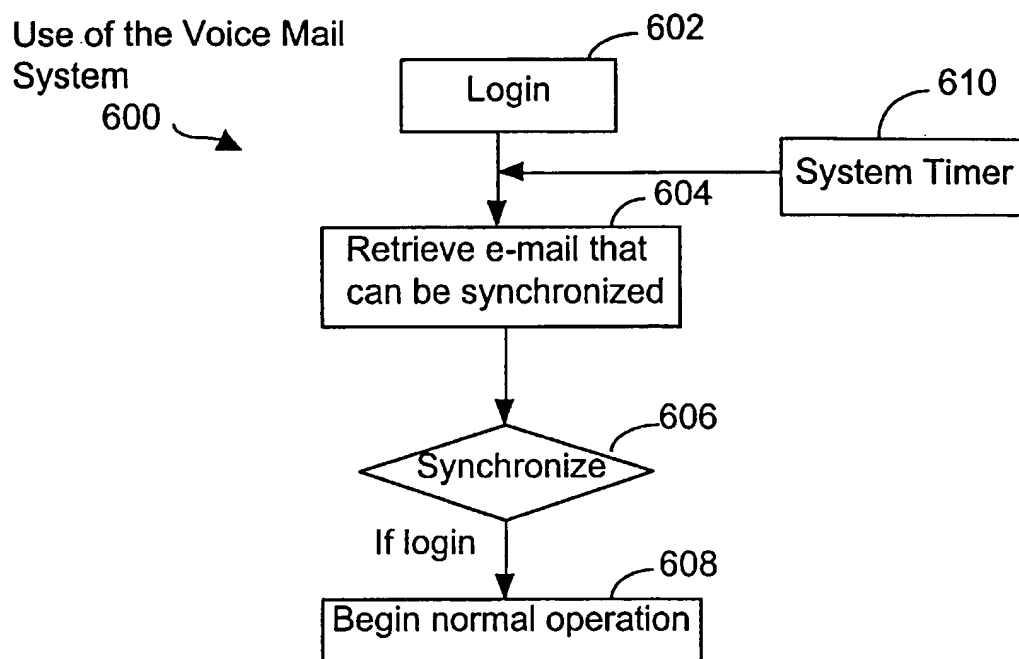 Use of the Voice Mail
System
600
602
Login
610
System Timer
604
Retrieve e-mail that
can be synchronized
606
Synchronize
If login
608
Begin normal operation